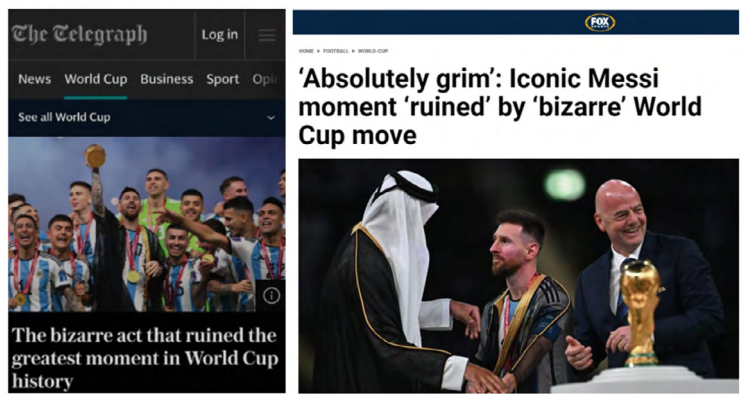 The Telegraph
Log in
News World Cup Business Sport Opin
See all World Cup
The bizarre act that ruined the
greatest moment in World Cup
history
FOX
SPORTS
HOME ▸ FOOTBALL ▸ WORLD-CUP
‘Absolutely grim’: Iconic Messi
moment ‘ruined’ by ‘bizarre’ World
Cup move